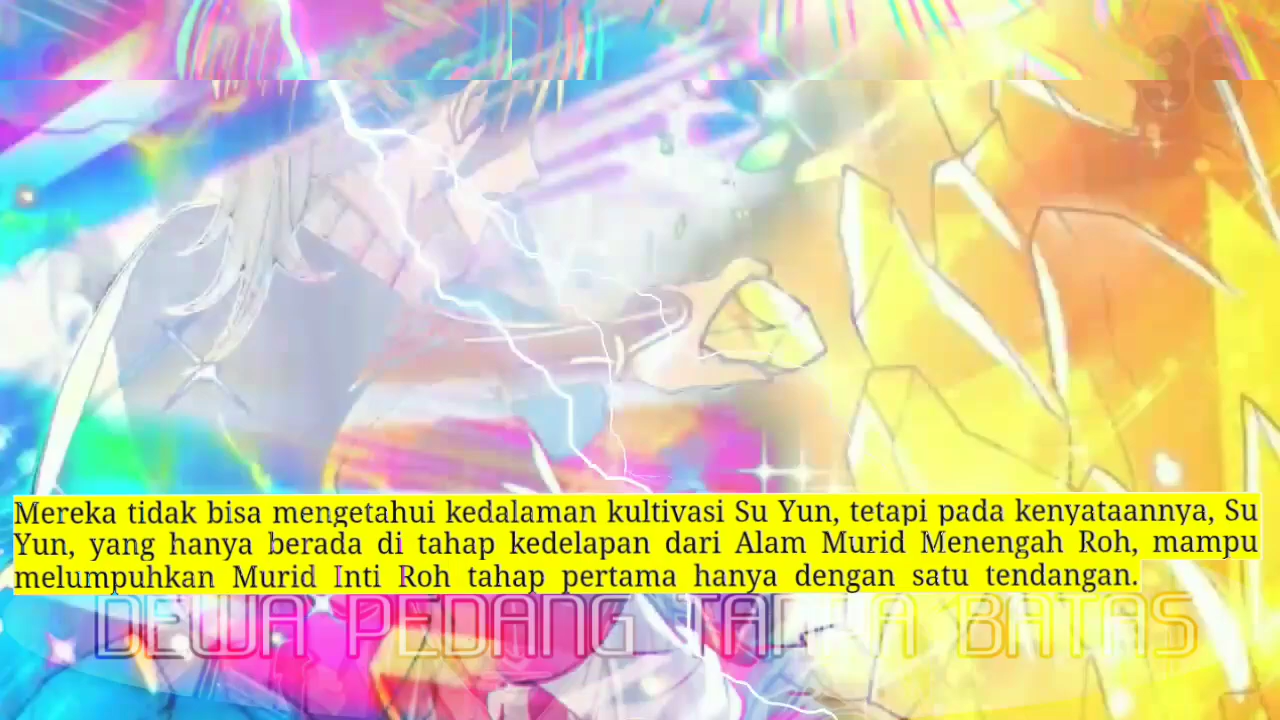 36
Mereka tidak bisa mengetahui kedalaman kultivasi Su Yun, tetapi pada kenyataannya, Su
Yun, yang hanya berada di tahap kedelapan dari Alam Murid Menengah Roh, mampu
melumpuhkan Murid Inti Roh tahap pertama hanya dengan satu tendangan.
DEWA PEDANG TANPA BATAS